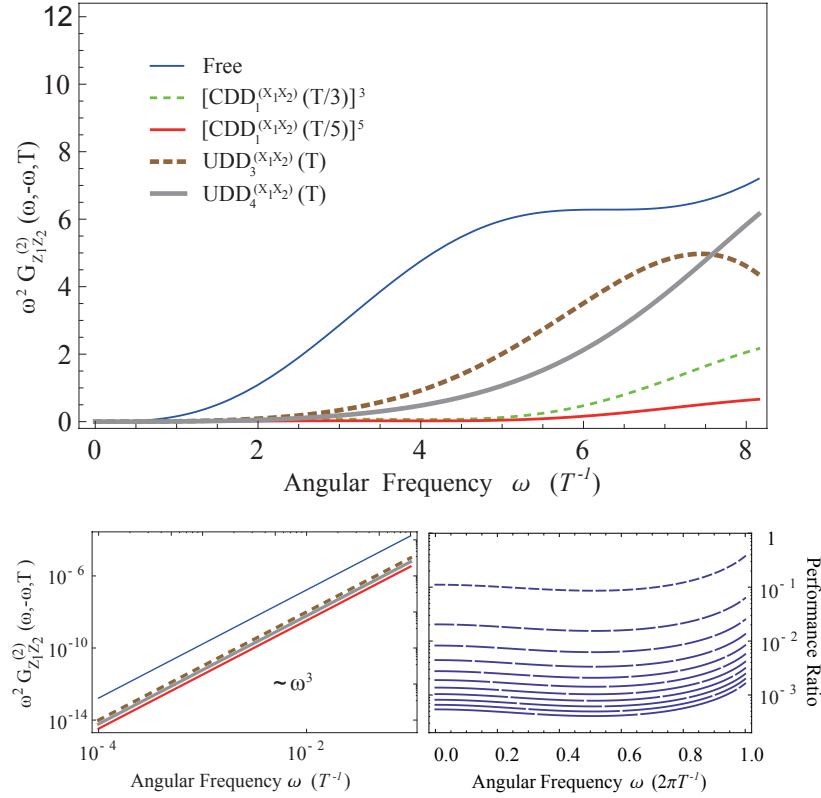 12
10
8
6
4
2
0
ω² G⁽²⁾_{Z₁Z₂} (ω,-ω,T)
Free
[CDD₁^{(X₁X₂)} (T/3)]³
[CDD₁^{(X₁X₂)} (T/5)]⁵
UDD₃^{(X₁X₂)} (T)
UDD₄^{(X₁X₂)} (T)
0 2 4 6 8
Angular Frequency ω (T⁻¹)
ω² G⁽²⁾_{Z₁Z₂} (ω,-ω,T)
10⁻⁶
10⁻¹⁰
10⁻¹⁴
~ω³
10⁻⁴ 10⁻²
Angular Frequency ω (T⁻¹)
1
10⁻¹
10⁻²
10⁻³
Performance Ratio
0.0 0.2 0.4 0.6 0.8 1.0
Angular Frequency ω (2πT⁻¹)